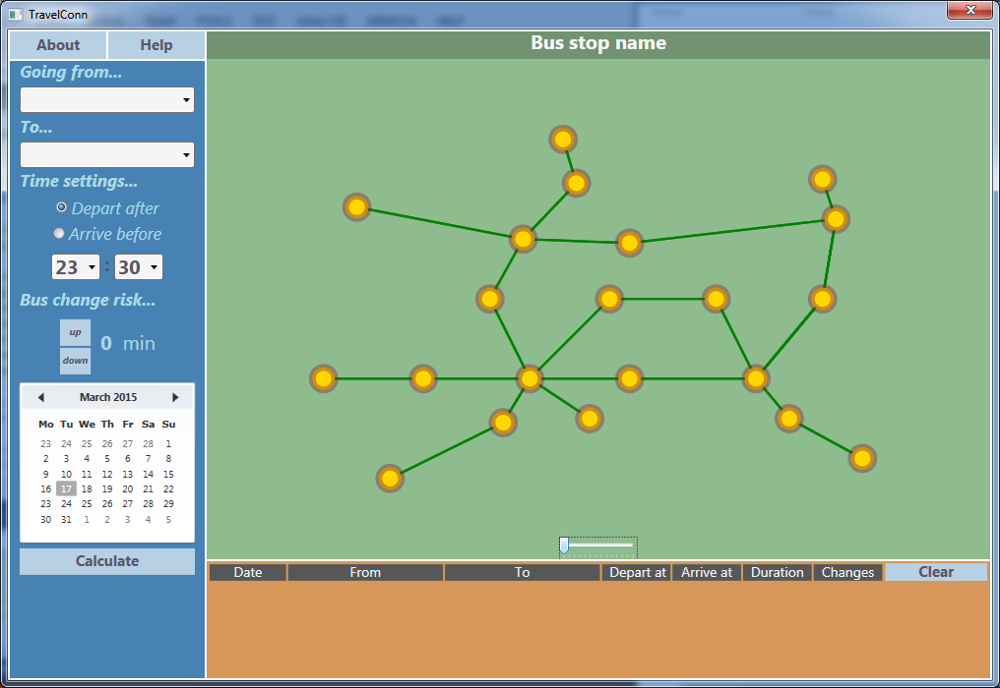 TravelConn
About Help
Bus stop name
Going from...
To...
Time settings...
Depart after
Arrive before
23 : 30
Bus change risk...
up
0 min
down
March 2015
Mo Tu We Th Fr Sa Su
23 24 25 26 27 28 1
2 3 4 5 6 7 8
9 10 11 12 13 14 15
16 17 18 19 20 21 22
23 24 25 26 27 28 29
30 31 1 2 3 4 5
Calculate
Date From To Depart at Arrive at Duration Changes Clear